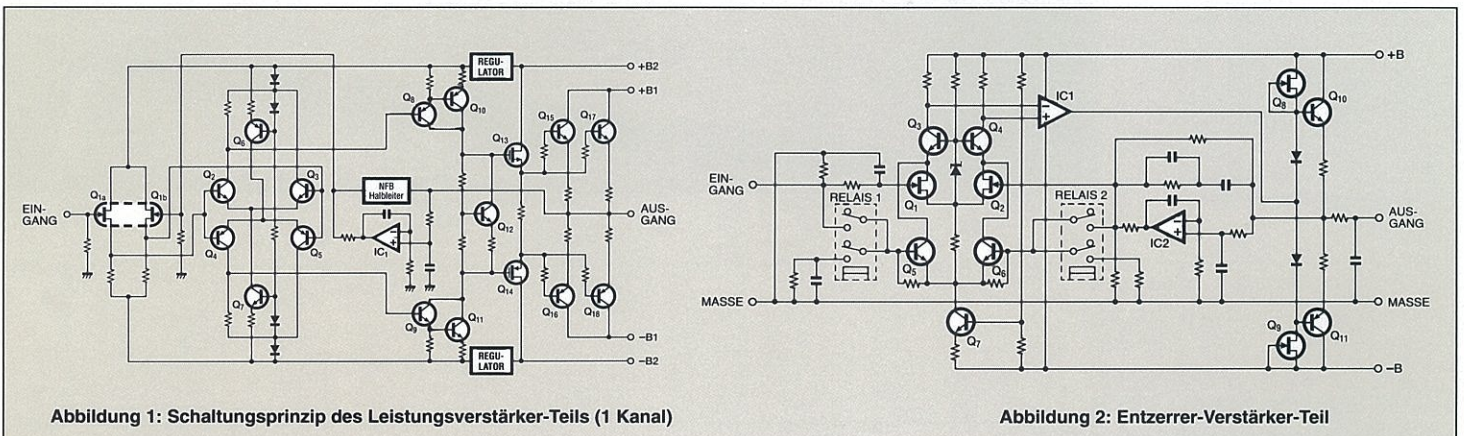 REGU-
LATOR
+B2
+B1
Q8
Q10
Q15
Q17
Q13
Q6
Q1a
Q1b
Q2
Q3
NFB
Halbleiter
EIN-
GANG
AUS-
GANG
Q12
Q4
Q5
IC1
Q14
Q7
Q16
Q18
Q9
Q11
−B1
REGU-
LATOR
−B2
Abbildung 1: Schaltungsprinzip des Leistungsverstärker-Teils (1 Kanal)
+B
IC1
Q8
Q10
Q3
Q4
EIN-
GANG
RELAIS 1
Q1
Q2
RELAIS 2
AUS-
GANG
IC2
Q5
Q6
MASSE
MASSE
Q7
Q9
Q11
−B
Abbildung 2: Entzerrer-Verstärker-Teil